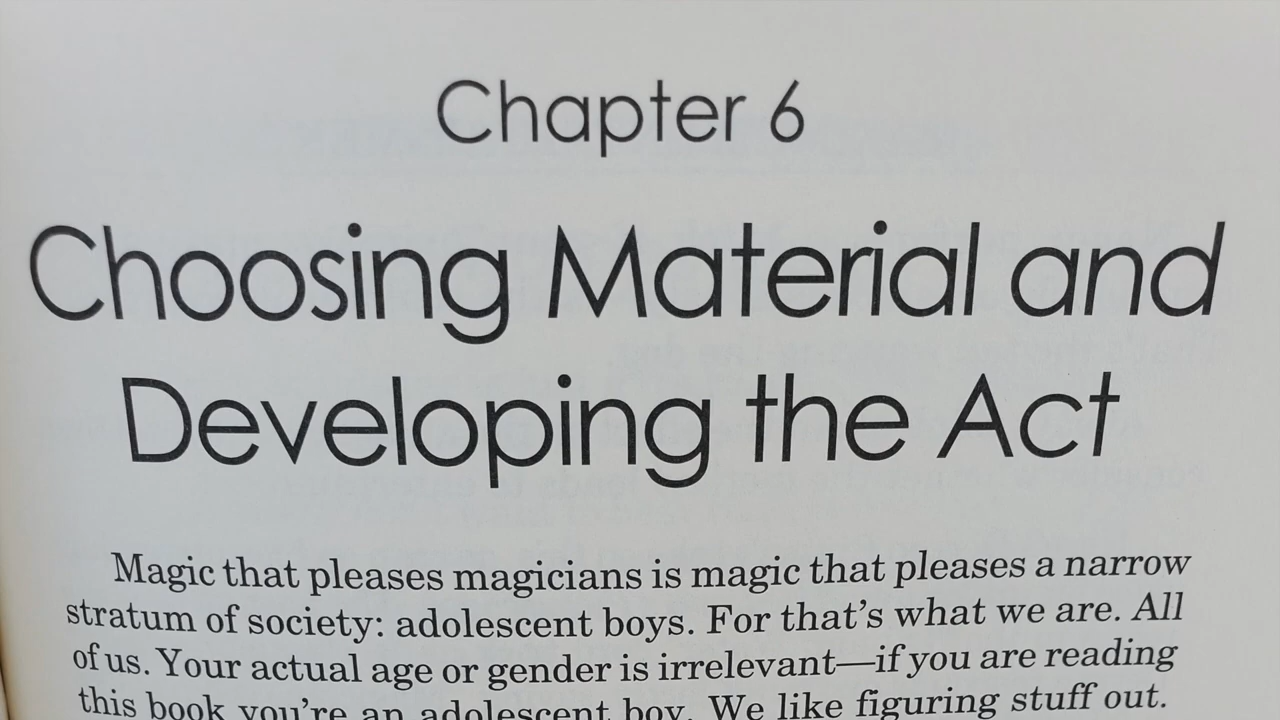 Chapter 6
Choosing Material and
Developing the Act
Magic that pleases magicians is magic that pleases a narrow
stratum of society: adolescent boys. For that's what we are. All
of us. Your actual age or gender is irrelevant—if you are reading
this book you're an adolescent boy. We like figuring stuff out.